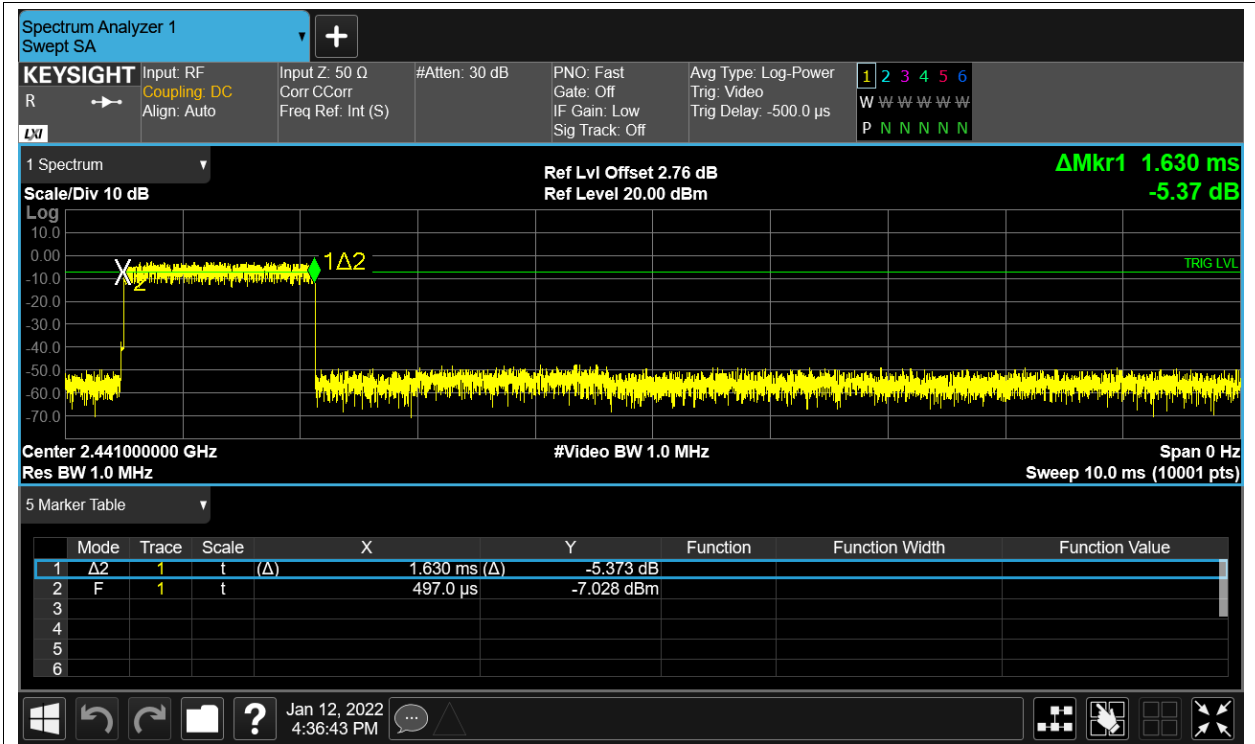 Spectrum Analyzer 1
Swept SA
KEYSIGHT
R
LXI
Input: RF
Coupling: DC
Align: Auto
Input Z: 50 Ω
Corr CCorr
Freq Ref: Int (S)
#Atten: 30 dB
PNO: Fast
Gate: Off
IF Gain: Low
Sig Track: Off
Avg Type: Log-Power
Trig: Video
Trig Delay: -500.0 µs
1 2 3 4 5 6
W W W W W W
P N N N N N
1 Spectrum
Scale/Div 10 dB
Ref Lvl Offset 2.76 dB
Ref Level 20.00 dBm
ΔMkr1 1.630 ms
-5.37 dB
Log
10.0
0.00
-10.0
-20.0
-30.0
-40.0
-50.0
-60.0
-70.0
X
2
1Δ2
TRIG LVL
Center 2.441000000 GHz
#Video BW 1.0 MHz
Span 0 Hz
Res BW 1.0 MHz
Sweep 10.0 ms (10001 pts)
5 Marker Table
Mode Trace Scale X Y Function Function Width Function Value
1 Δ2 1 t (Δ) 1.630 ms (Δ) -5.373 dB
2 F 1 t 497.0 µs -7.028 dBm
3
4
5
6
?
Jan 12, 2022
4:36:43 PM